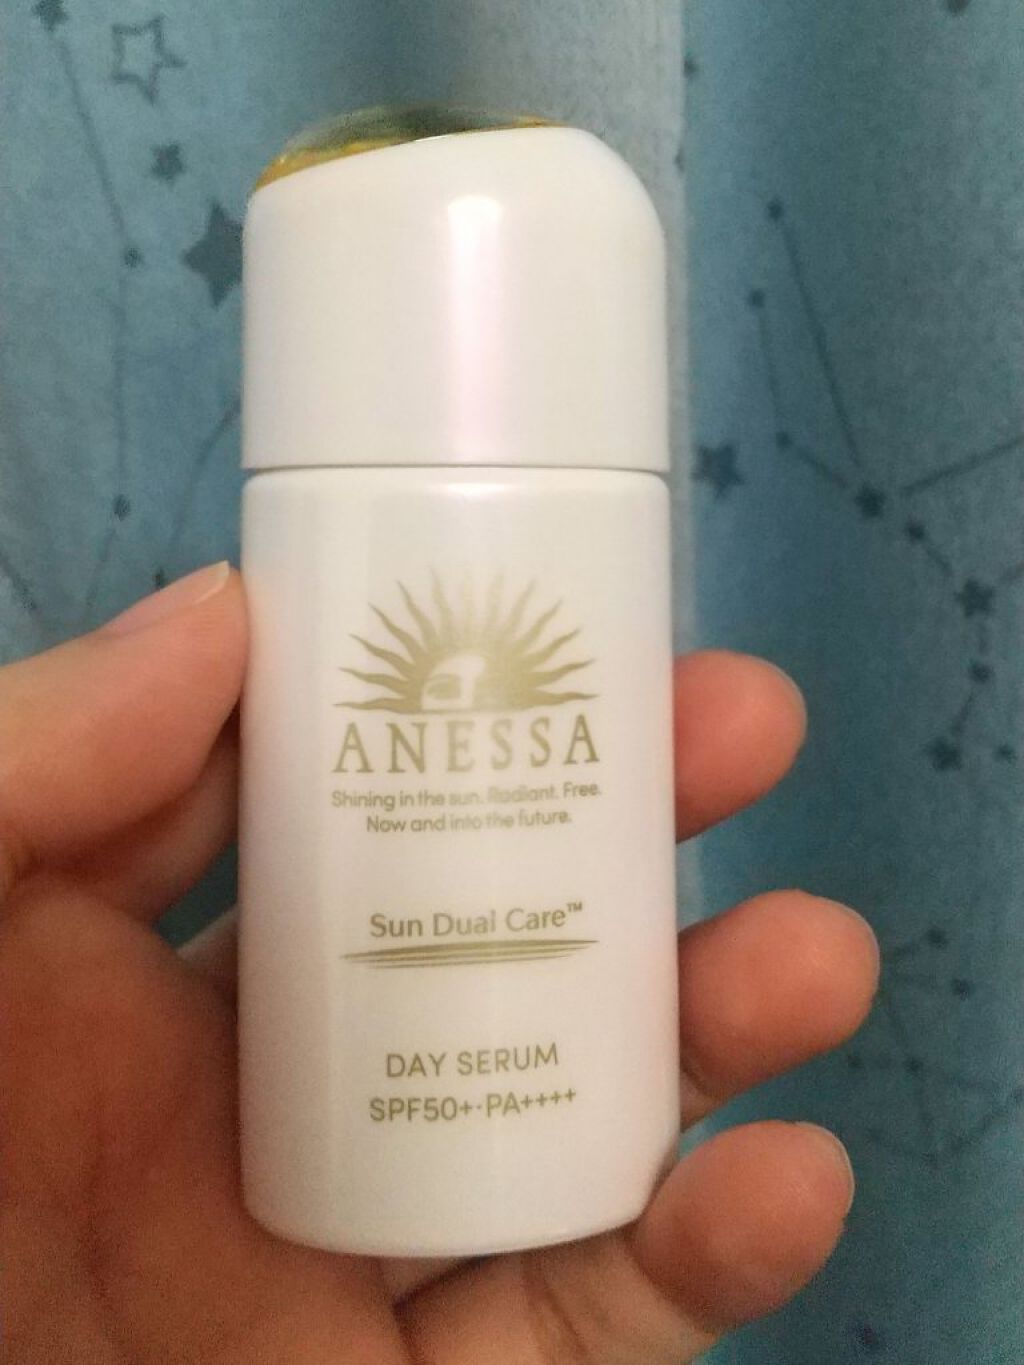 ANESSA
Shining in the sun. Radiant. Free.
Now and into the future.
Sun Dual Care™
DAY SERUM
SPF50+・PA++++